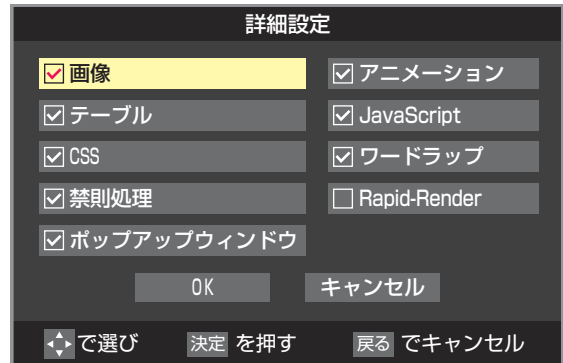 詳細設定
画像 アニメーション
テーブル JavaScript
CSS ワードラップ
禁則処理 Rapid-Render
ポップアップウィンドウ
OK キャンセル
で選び 決定 を押す 戻る でキャンセル